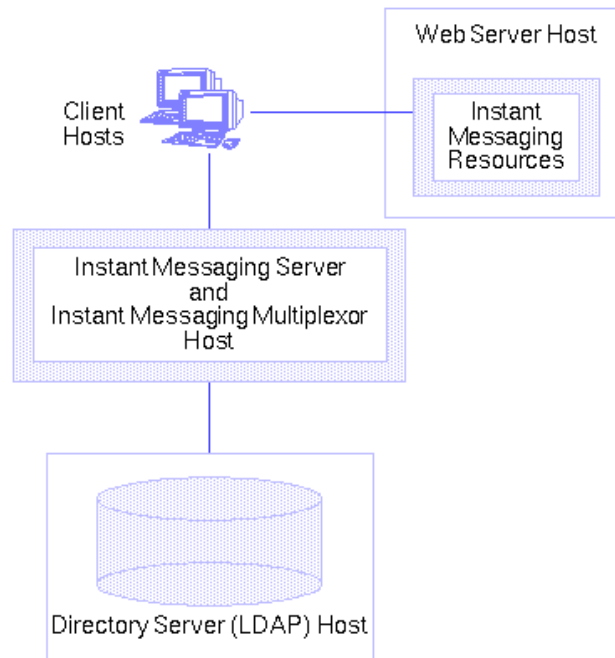 Web Server Host
Client
Hosts
Instant
Messaging
Resources
Instant Messaging Server
and
Instant Messaging Multiplexor
Host
Directory Server (LDAP) Host